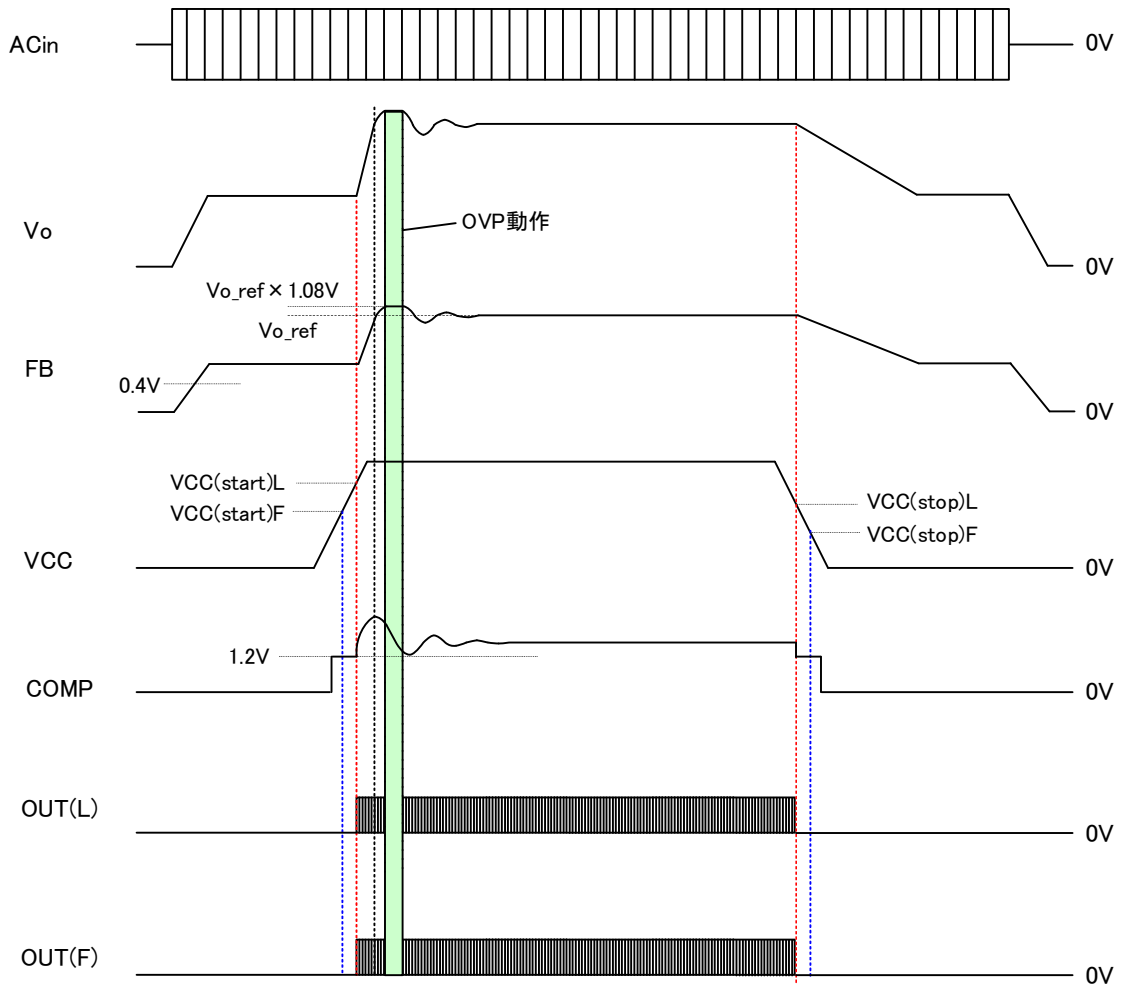 ACin
0V
Vo
OVP動作
0V
Vo_ref×1.08V
Vo_ref
FB
0.4V
0V
VCC(start)L
VCC(start)F
VCC(stop)L
VCC(stop)F
VCC
0V
1.2V
COMP
0V
OUT(L)
0V
OUT(F)
0V